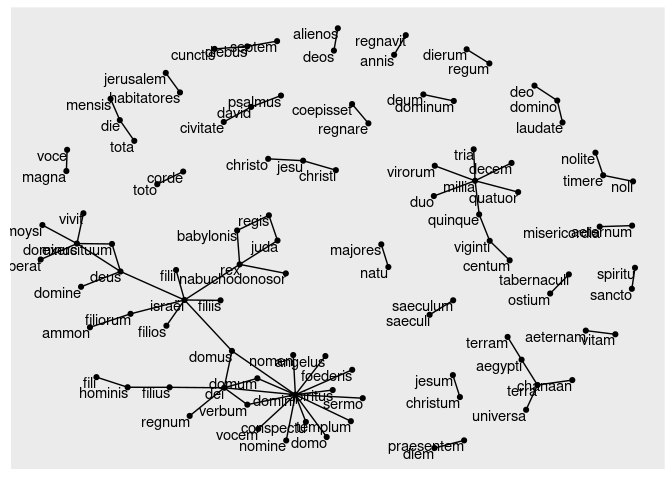 alienos
regnavit
septem
cunctis
deos
annis
dierum
regum
jerusalem
habitatores
mensis
psalmus
david
civitate
die
tota
coepisset
regnare
deum
dominum
deo
domino
laudate
voce
magna
corde
toto
christo
jesu
christi
tria
virorum
decem
millia
quatuor
duo
quinque
viginti
centum
nolite
timere
noli
vivit
moysi
deus
domine
regis
babylonis
juda
rex
nabuchodonosor
filii
israel
filiis
filiorum
ammon
filios
majores
natu
misericordia
aeternum
tabernaculi
ostium
spiritu
sancto
saeculum
saeculi
domus
nomen
angelus
foederis
domum
dei
domini
sermo
verbum
fili
hominis
filius
regnum
vocem
conspectu
templum
nomine
domo
terram
aegypti
chanaan
terra
universa
aeternam
vitam
jesum
christum
praesentem
diem